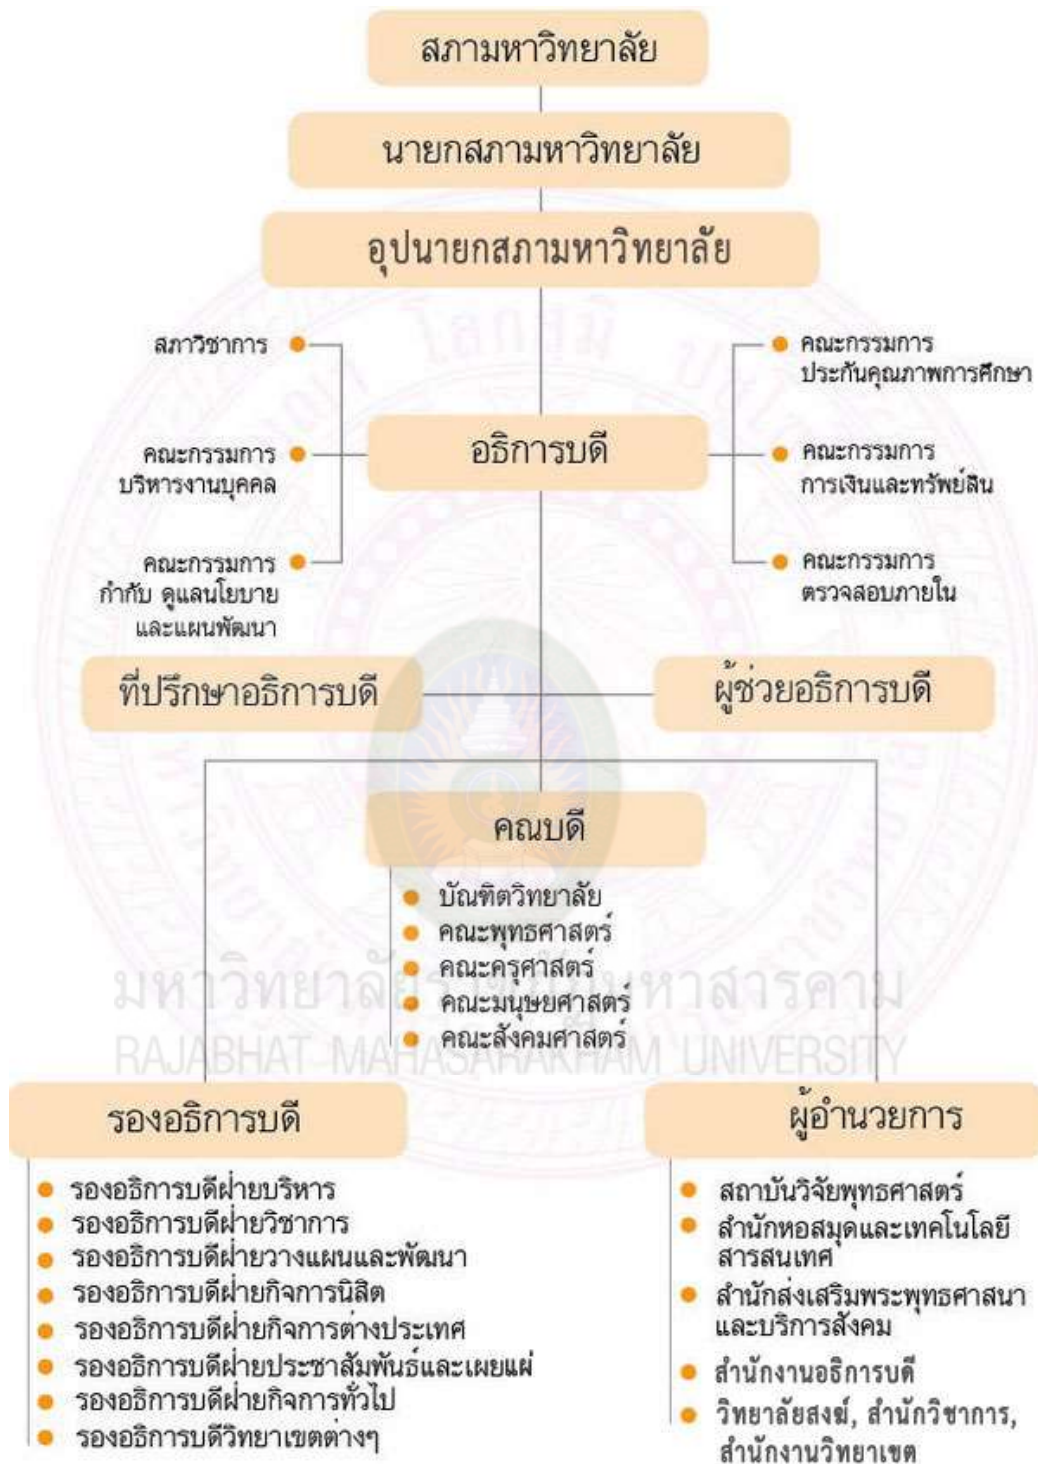 สภามหาวิทยาลัย
นายกสภามหาวิทยาลัย
อุปนายกสภามหาวิทยาลัย
สภาวิชาการ
คณะกรรมการ
บริหารงานบุคคล
คณะกรรมการ
กำกับ ดูแลนโยบาย
และแผนพัฒนา
อธิการบดี
คณะกรรมการ
ประกันคุณภาพการศึกษา
คณะกรรมการ
การเงินและทรัพย์สิน
คณะกรรมการ
ตรวจสอบภายใน
ที่ปรึกษาอธิการบดี
ผู้ช่วยอธิการบดี
คณบดี
บัณฑิตวิทยาลัย
คณะพุทธศาสตร์
คณะครุศาสตร์
คณะมนุษยศาสตร์
คณะสังคมศาสตร์
มหาวิทยาลัยราชภัฏมหาสารคาม
RAJABHAT MAHASARAKHAM UNIVERSITY
รองอธิการบดี
รองอธิการบดีฝ่ายบริหาร
รองอธิการบดีฝ่ายวิชาการ
รองอธิการบดีฝ่ายวางแผนและพัฒนา
รองอธิการบดีฝ่ายกิจการนิสิต
รองอธิการบดีฝ่ายกิจการต่างประเทศ
รองอธิการบดีฝ่ายประชาสัมพันธ์และเผยแผ่
รองอธิการบดีฝ่ายกิจการทั่วไป
รองอธิการบดีวิทยาเขตต่างๆ
ผู้อำนวยการ
สถาบันวิจัยพุทธศาสตร์
สำนักหอสมุดและเทคโนโลยี
สารสนเทศ
สำนักส่งเสริมพระพุทธศาสนา
และบริการสังคม
สำนักงานอธิการบดี
วิทยาลัยสงฆ์, สำนักวิชาการ,
สำนักงานวิทยาเขต